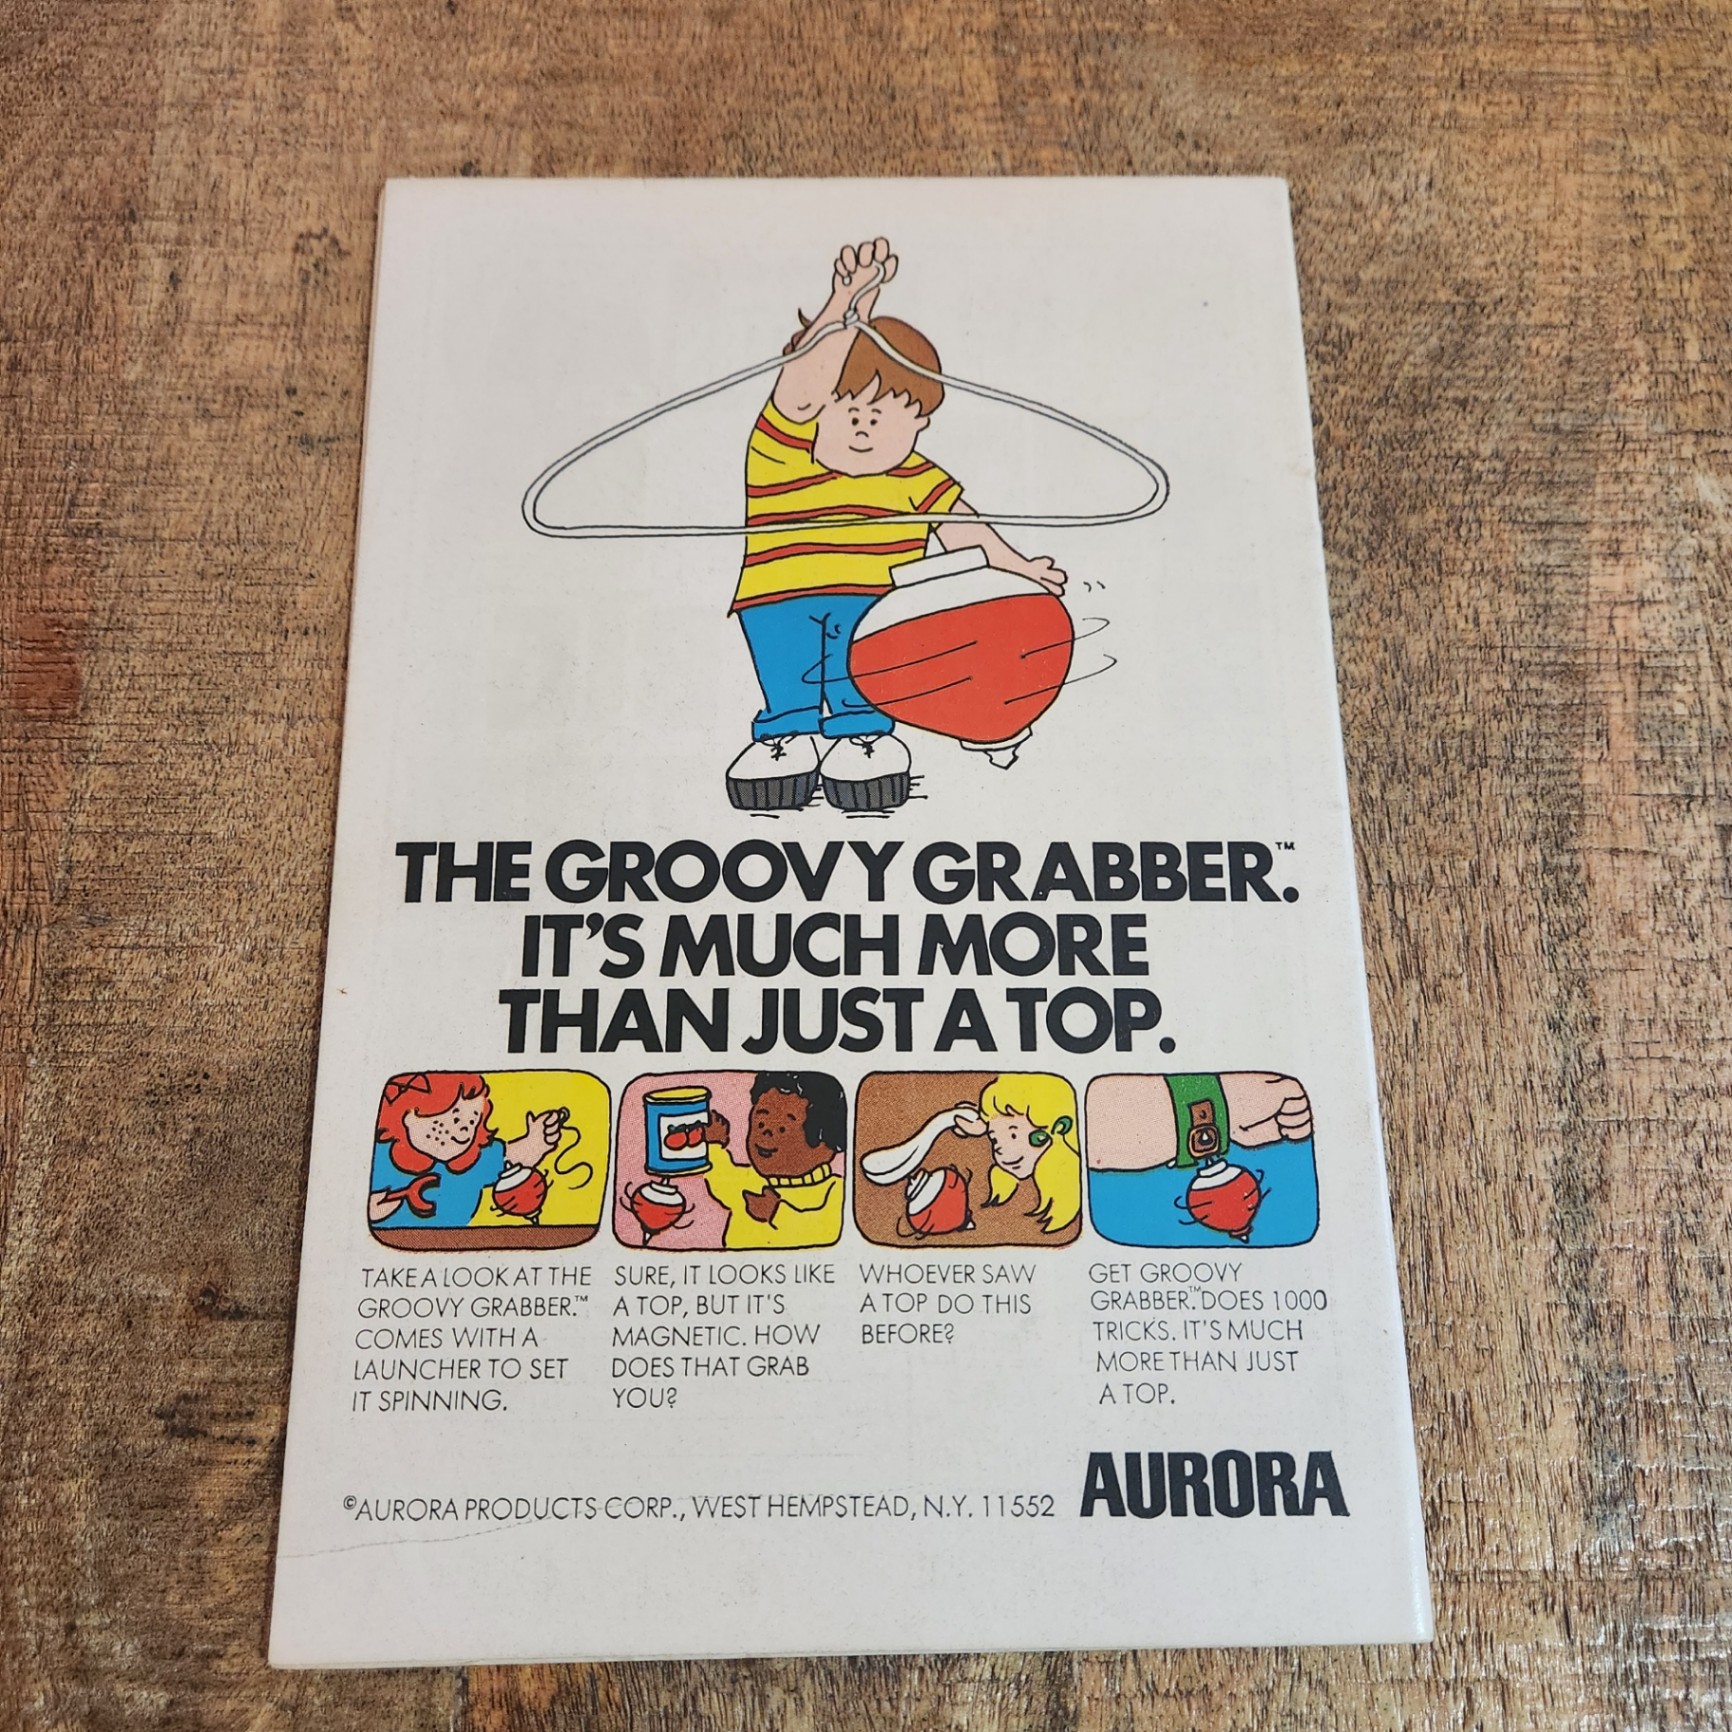 THE GROOVY GRABBER.™
IT'S MUCH MORE
THAN JUST A TOP.
TAKE A LOOK AT THE
GROOVY GRABBER.™
COMES WITH A
LAUNCHER TO SET
IT SPINNING.
SURE, IT LOOKS LIKE
A TOP, BUT IT'S
MAGNETIC. HOW
DOES THAT GRAB
YOU?
WHOEVER SAW
A TOP DO THIS
BEFORE?
GET GROOVY
GRABBER.™ DOES 1000
TRICKS. IT'S MUCH
MORE THAN JUST
A TOP.
©AURORA PRODUCTS CORP., WEST HEMPSTEAD, N.Y. 11552
AURORA